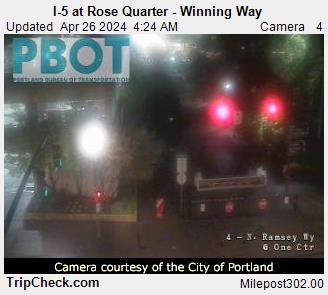 I-5 at Rose Quarter - Winning Way
Updated Apr 26 2024 4:24 AM Camera 4
PBOT
PORTLAND BUREAU OF TRANSPORTATION
4 - N. Ramsey Wy
@ One Ctr
Camera courtesy of the City of Portland
TripCheck.com Milepost302.00